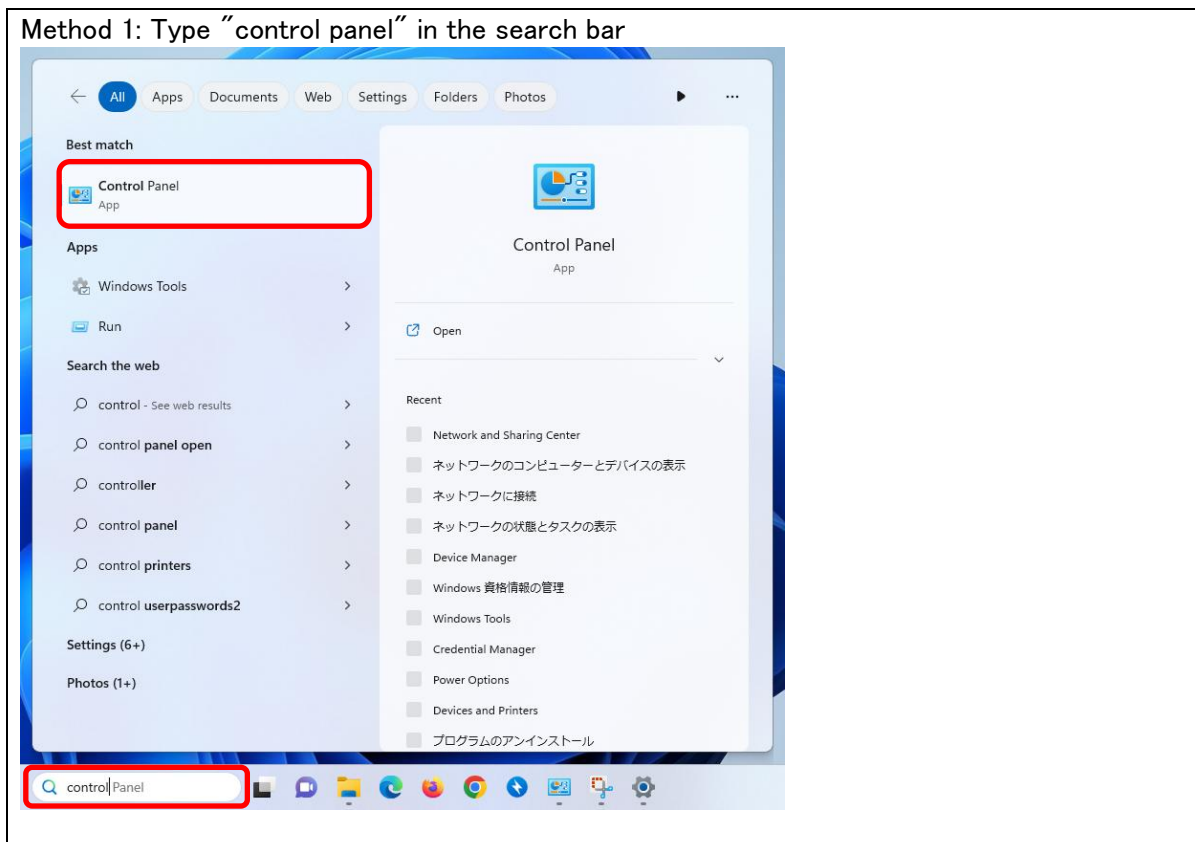 Method 1: Type "control panel" in the search bar
All Apps Documents Web Settings Folders Photos
Best match
Control Panel
App
Apps
Windows Tools
Run
Search the web
control - See web results
control panel open
controller
control panel
control printers
control userpasswords2
Settings (6+)
Photos (1+)
Control Panel
App
Open
Recent
Network and Sharing Center
ネットワークのコンピューターとデバイスの表示
ネットワークに接続
ネットワークの状態とタスクの表示
Device Manager
Windows 資格情報の管理
Windows Tools
Credential Manager
Power Options
Devices and Printers
プログラムのアンインストール
control Panel